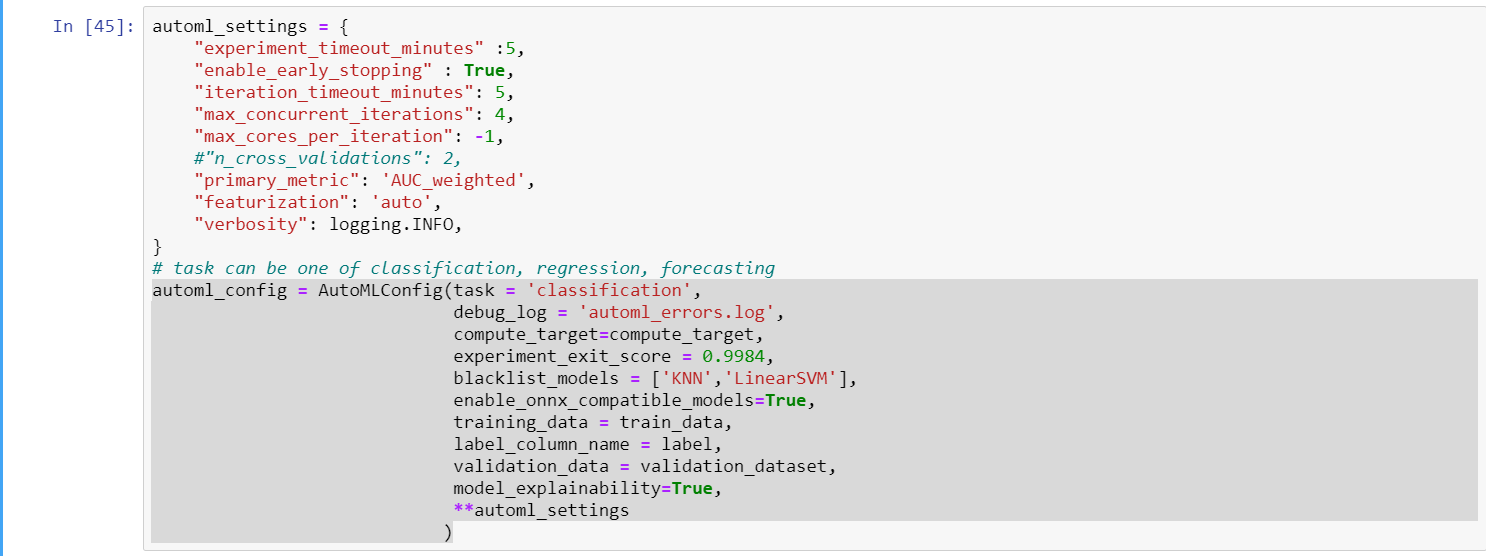 In [45]: automl_settings = {
    "experiment_timeout_minutes" :5,
    "enable_early_stopping" : True,
    "iteration_timeout_minutes": 5,
    "max_concurrent_iterations": 4,
    "max_cores_per_iteration": -1,
    #"n_cross_validations": 2,
    "primary_metric": 'AUC_weighted',
    "featurization": 'auto',
    "verbosity": logging.INFO,
}
# task can be one of classification, regression, forecasting
automl_config = AutoMLConfig(task = 'classification',
                             debug_log = 'automl_errors.log',
                             compute_target=compute_target,
                             experiment_exit_score = 0.9984,
                             blacklist_models = ['KNN','LinearSVM'],
                             enable_onnx_compatible_models=True,
                             training_data = train_data,
                             label_column_name = label,
                             validation_data = validation_dataset,
                             model_explainability=True,
                             **automl_settings
                            )